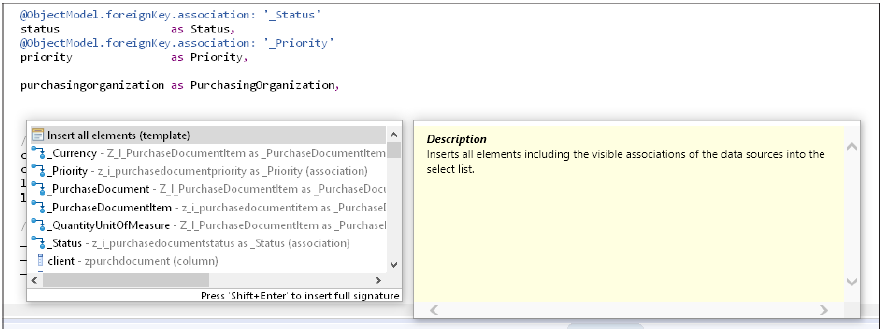 @ObjectModel.foreignKey.association: '_Status'
status as Status,
@ObjectModel.foreignKey.association: '_Priority'
priority as Priority,
purchasingorganization as PurchasingOrganization,
Insert all elements (template)
_Currency - Z_I_PurchaseDocumentItem as _PurchaseDocumentItem
_Priority - z_i_purchasedocumentpriority as _Priority (association)
_PurchaseDocument - Z_I_PurchaseDocumentItem as _PurchaseDocu
_PurchaseDocumentItem - z_i_purchasedocumentitem as _PurchaseD
_QuantityUnitOfMeasure - Z_I_PurchaseDocumentItem as _Purchasel
_Status - z_i_purchasedocumentstatus as _Status (association)
client - zpurchdocument (column)
Press 'Shift+Enter' to insert full signature
Description
Inserts all elements including the visible associations of the data sources into the
select list.